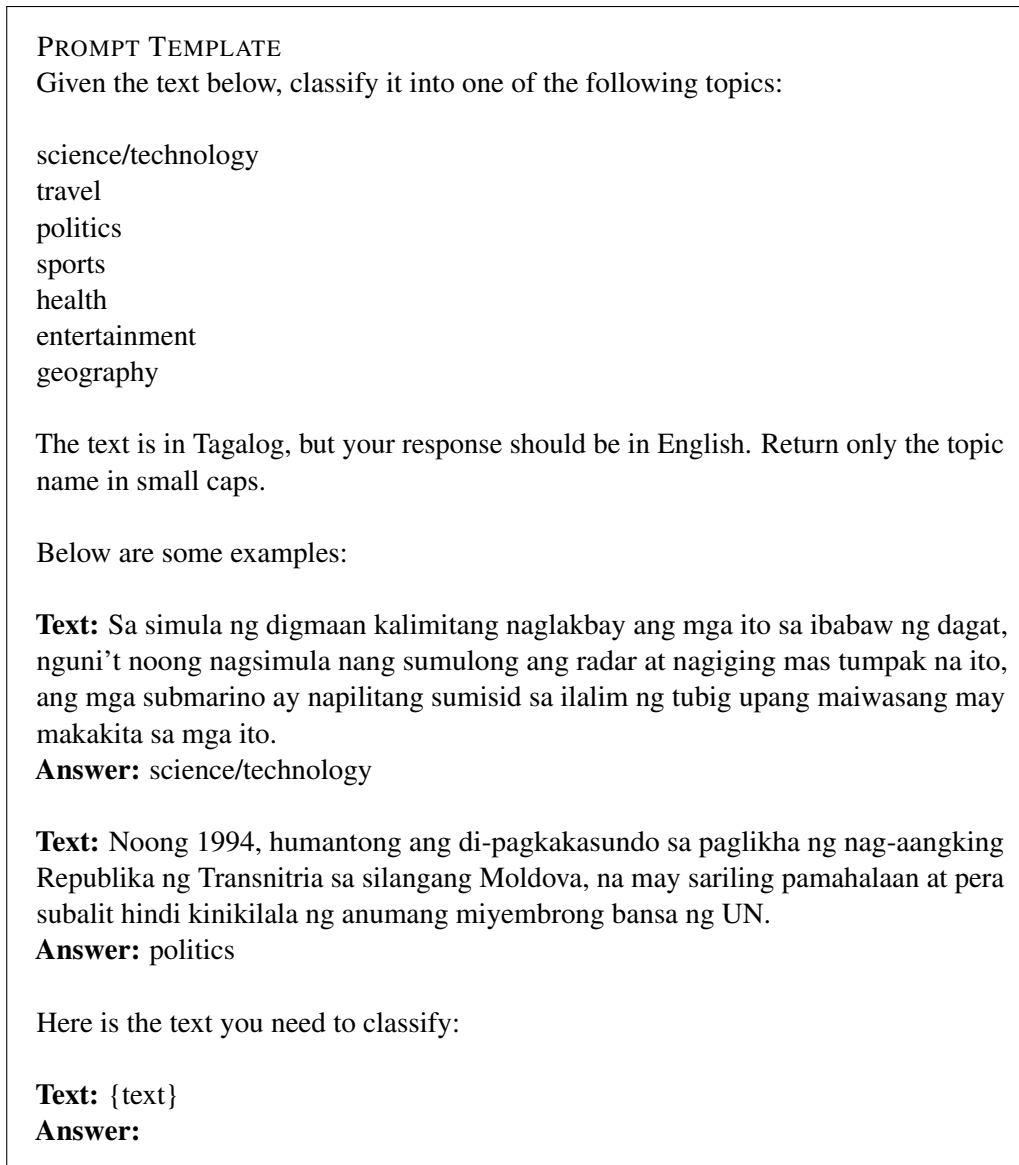 PROMPT TEMPLATE
Given the text below, classify it into one of the following topics:
science/technology
travel
politics
sports
health
entertainment
geography
The text is in Tagalog, but your response should be in English. Return only the topic
name in small caps.
Below are some examples:
Text: Sa simula ng digmaan kalimitang naglakbay ang mga ito sa ibabaw ng dagat,
nguni't noong nagsimula nang sumulong ang radar at nagiging mas tumpak na ito,
ang mga submarino ay napilitang sumisid sa ilalim ng tubig upang maiwasang may
makakita sa mga ito.
Answer: science/technology
Text: Noong 1994, humantong ang di-pagkakasundo sa paglikha ng nag-aangking
Republika ng Transnitria sa silangang Moldova, na may sariling pamahalaan at pera
subalit hindi kinikilala ng anumang miyembrong bansa ng UN.
Answer: politics
Here is the text you need to classify:
Text: {text}
Answer: